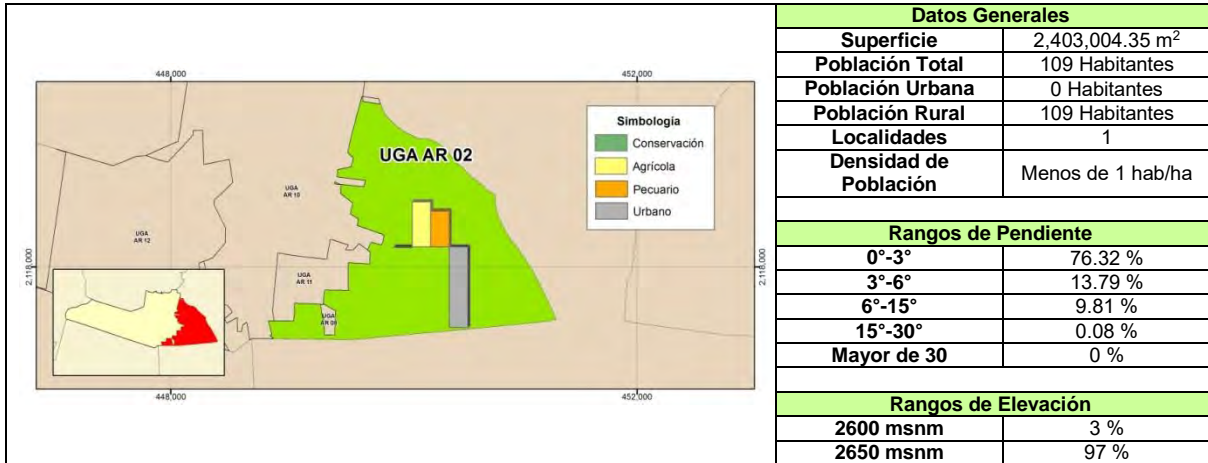 448,000
452,000
2,118,000
2,118,000
UGA AR 02
UGA
AR 10
UGA
AR 12
UGA
AR 11
UGA
Simbología
Conservación
Agrícola
Pecuario
Urbano
448,000
452,000
Datos Generales
Superficie 2,403,004.35 m²
Población Total 109 Habitantes
Población Urbana 0 Habitantes
Población Rural 109 Habitantes
Localidades 1
Densidad de
Población Menos de 1 hab/ha
Rangos de Pendiente
0°-3° 76.32 %
3°-6° 13.79 %
6°-15° 9.81 %
15°-30° 0.08 %
Mayor de 30 0 %
Rangos de Elevación
2600 msnm 3 %
2650 msnm 97 %